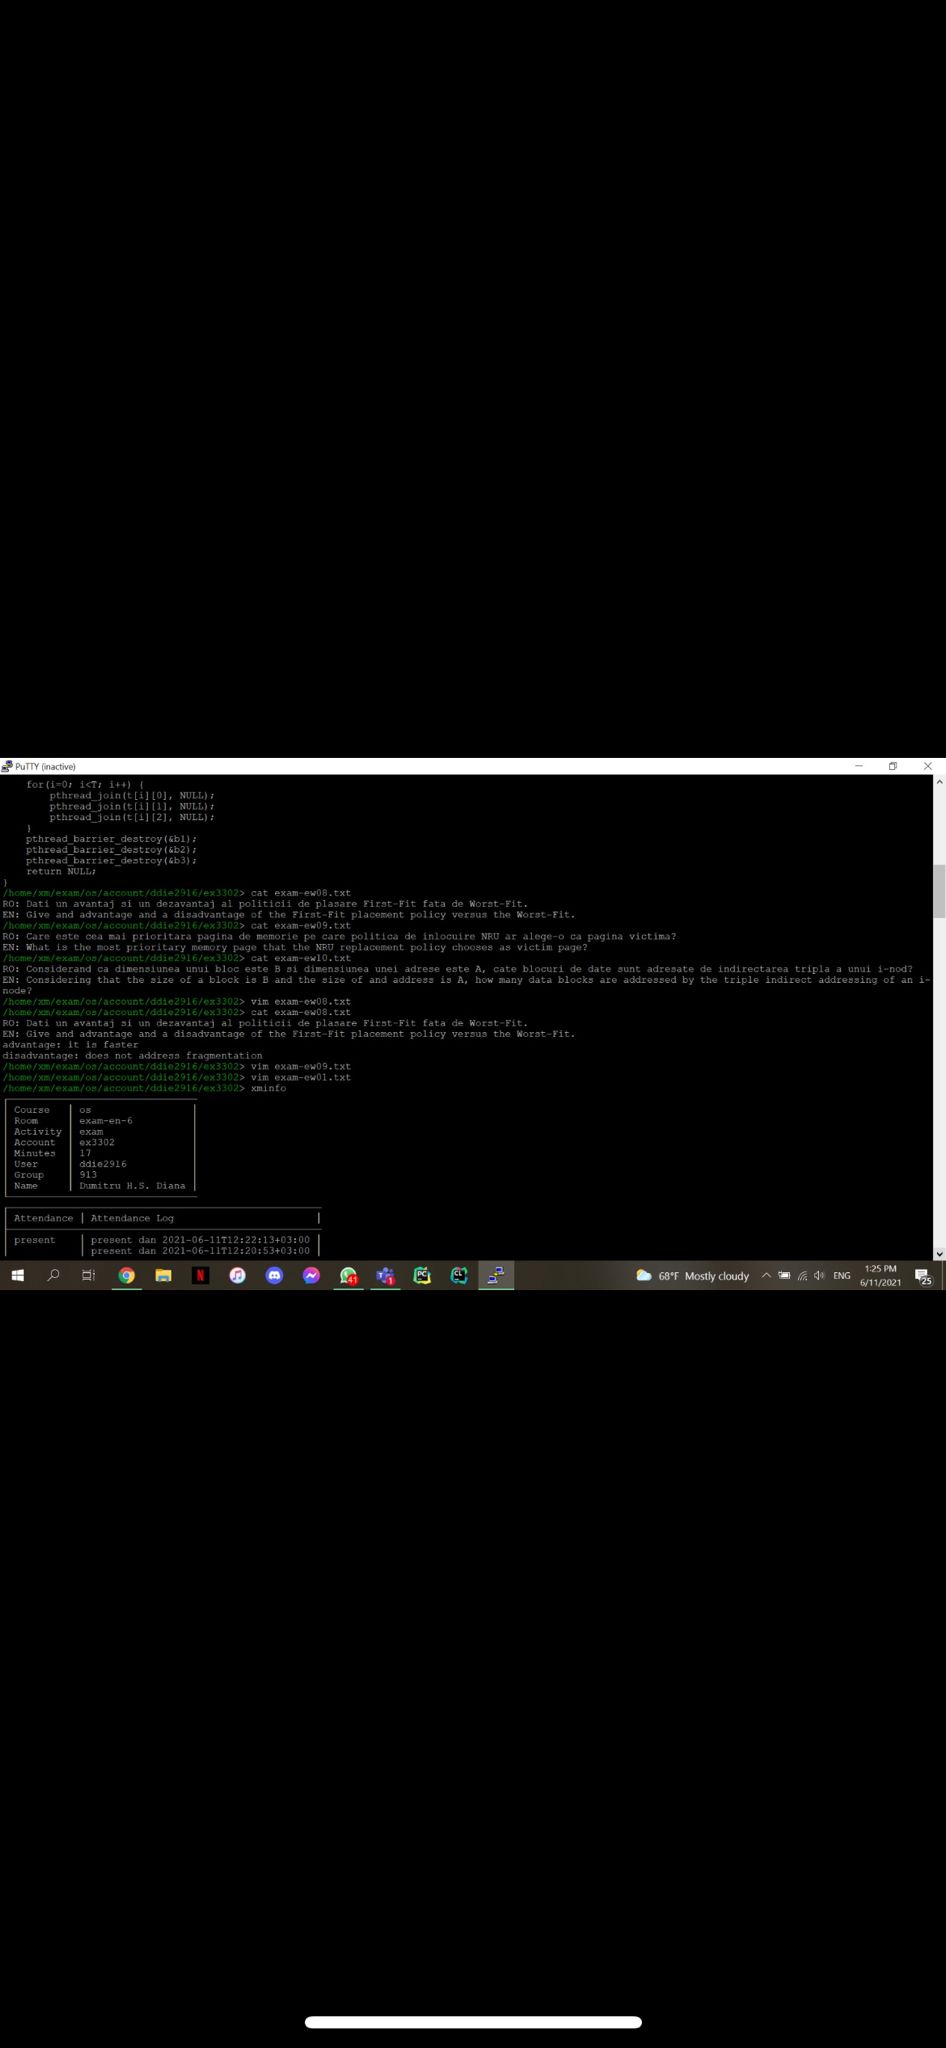 PuTTY (inactive)
for(i=0; i<T; i++) {
pthread_join(t[i][0], NULL);
pthread_join(t[i][1], NULL);
pthread_join(t[i][2], NULL);
}
pthread_barrier_destroy(&b1);
pthread_barrier_destroy(&b2);
pthread_barrier_destroy(&b3);
return NULL;
}
/home/xm/exam/os/account/ddie2916/ex3302> cat exam-ew08.txt
RO: Dati un avantaj si un dezavantaj al politicii de plasare First-Fit fata de Worst-Fit.
EN: Give and advantage and a disadvantage of the First-Fit placement policy versus the Worst-Fit.
/home/xm/exam/os/account/ddie2916/ex3302> cat exam-ew09.txt
RO: Care este cea mai prioritara pagina de memorie pe care politica de inlocuire NRU ar alege-o ca pagina victima?
EN: What is the most prioritary memory page that the NRU replacement policy chooses as victim page?
/home/xm/exam/os/account/ddie2916/ex3302> cat exam-ew10.txt
RO: Considerand ca dimensiunea unui bloc este B si dimensiunea unei adrese este A, cate blocuri de date sunt adresate de indirectarea tripla a unui i-nod?
EN: Considering that the size of a block is B and the size of and address is A, how many data blocks are addressed by the triple indirect addressing of an i-
node?
/home/xm/exam/os/account/ddie2916/ex3302> vim exam-ew08.txt
/home/xm/exam/os/account/ddie2916/ex3302> cat exam-ew08.txt
RO: Dati un avantaj si un dezavantaj al politicii de plasare First-Fit fata de Worst-Fit.
EN: Give and advantage and a disadvantage of the First-Fit placement policy versus the Worst-Fit.
advantage: it is faster
disadvantage: does not address fragmentation
/home/xm/exam/os/account/ddie2916/ex3302> vim exam-ew09.txt
/home/xm/exam/os/account/ddie2916/ex3302> vim exam-ew01.txt
/home/xm/exam/os/account/ddie2916/ex3302> xminfo
Course | os
Room | exam-en-6
Activity | exam
Account | ex3302
Minutes | 17
User | ddie2916
Group | 913
Name | Dumitru H.S. Diana |
Attendance | Attendance Log |
present | present dan 2021-06-11T12:22:13+03:00 |
| present dan 2021-06-11T12:20:53+03:00 |
N
41
T
1
PC
CL
68°F Mostly cloudy
ENG
1:25 PM
6/11/2021
25